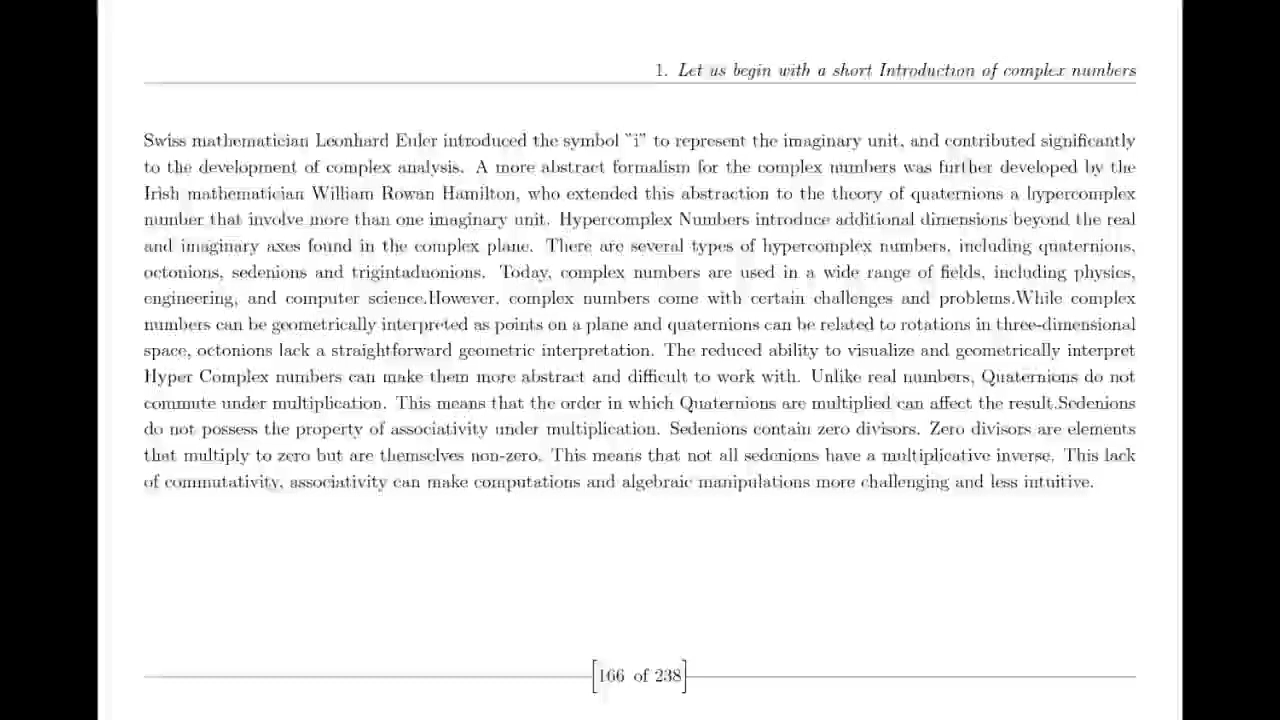 1. Let us begin with a short Introduction of complex numbers
Swiss mathematician Leonhard Euler introduced the symbol "i" to represent the imaginary unit, and contributed significantly
to the development of complex analysis. A more abstract formalism for the complex numbers was further developed by the
Irish mathematician William Rowan Hamilton, who extended this abstraction to the theory of quaternions a hypercomplex
number that involve more than one imaginary unit. Hypercomplex Numbers introduce additional dimensions beyond the real
and imaginary axes found in the complex plane. There are several types of hypercomplex numbers, including quaternions,
octonions, sedenions and trigintaduonions. Today, complex numbers are used in a wide range of fields, including physics,
engineering, and computer science.However, complex numbers come with certain challenges and problems.While complex
numbers can be geometrically interpreted as points on a plane and quaternions can be related to rotations in three-dimensional
space, octonions lack a straightforward geometric interpretation. The reduced ability to visualize and geometrically interpret
Hyper Complex numbers can make them more abstract and difficult to work with. Unlike real numbers, Quaternions do not
commute under multiplication. This means that the order in which Quaternions are multiplied can affect the result.Sedenions
do not possess the property of associativity under multiplication. Sedenions contain zero divisors. Zero divisors are elements
that multiply to zero but are themselves non-zero. This means that not all sedenions have a multiplicative inverse. This lack
of commutativity, associativity can make computations and algebraic manipulations more challenging and less intuitive.
[166 of 238]